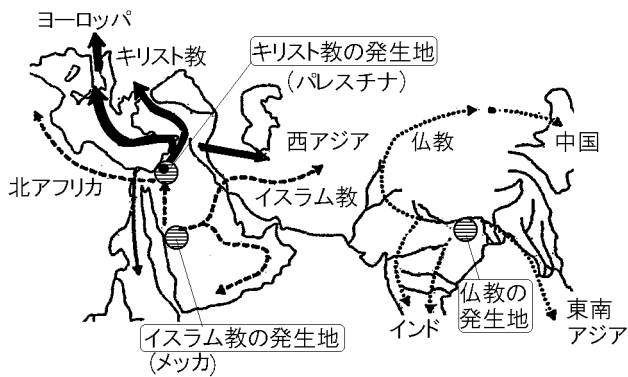 ヨーロッパ
キリスト教
キリスト教の発生地
(パレスチナ)
西アジア
仏教
中国
北アフリカ
イスラム教
イスラム教の発生地
(メッカ)
インド
仏教の
発生地
東南
アジア